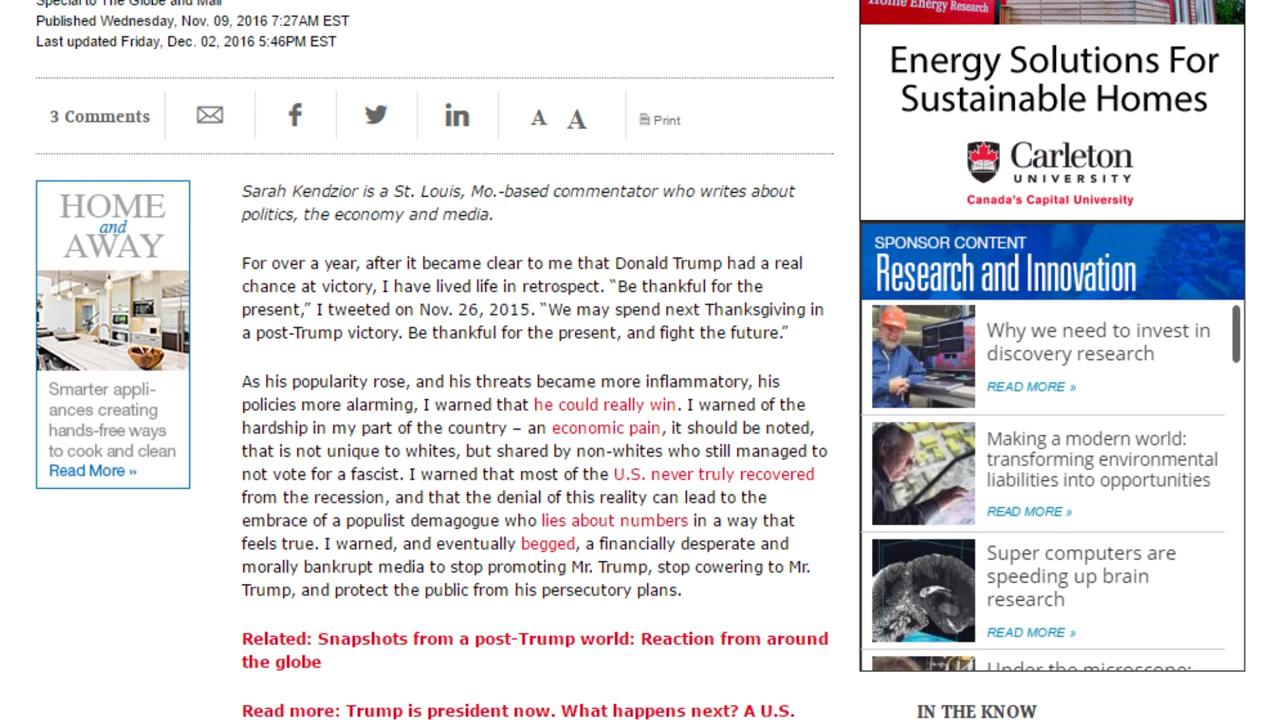 Special to The Globe and Mail
Published Wednesday, Nov. 09, 2016 7:27AM EST
Last updated Friday, Dec. 02, 2016 5:46PM EST
3 Comments
f
in
A A
Print
HOME
and
AWAY
Smarter appli-
ances creating
hands-free ways
to cook and clean
Read More »
Sarah Kendzior is a St. Louis, Mo.-based commentator who writes about
politics, the economy and media.
For over a year, after it became clear to me that Donald Trump had a real
chance at victory, I have lived life in retrospect. “Be thankful for the
present,” I tweeted on Nov. 26, 2015. “We may spend next Thanksgiving in
a post-Trump victory. Be thankful for the present, and fight the future.”
As his popularity rose, and his threats became more inflammatory, his
policies more alarming, I warned that he could really win. I warned of the
hardship in my part of the country – an economic pain, it should be noted,
that is not unique to whites, but shared by non-whites who still managed to
not vote for a fascist. I warned that most of the U.S. never truly recovered
from the recession, and that the denial of this reality can lead to the
embrace of a populist demagogue who lies about numbers in a way that
feels true. I warned, and eventually begged, a financially desperate and
morally bankrupt media to stop promoting Mr. Trump, stop cowering to Mr.
Trump, and protect the public from his persecutory plans.
Related: Snapshots from a post-Trump world: Reaction from around
the globe
Read more: Trump is president now. What happens next? A U.S.
Home Energy Research
Energy Solutions For
Sustainable Homes
Carleton
UNIVERSITY
Canada's Capital University
SPONSOR CONTENT
Research and Innovation
Why we need to invest in
discovery research
READ MORE »
Making a modern world:
transforming environmental
liabilities into opportunities
READ MORE »
Super computers are
speeding up brain
research
READ MORE »
Under the microscope:
IN THE KNOW